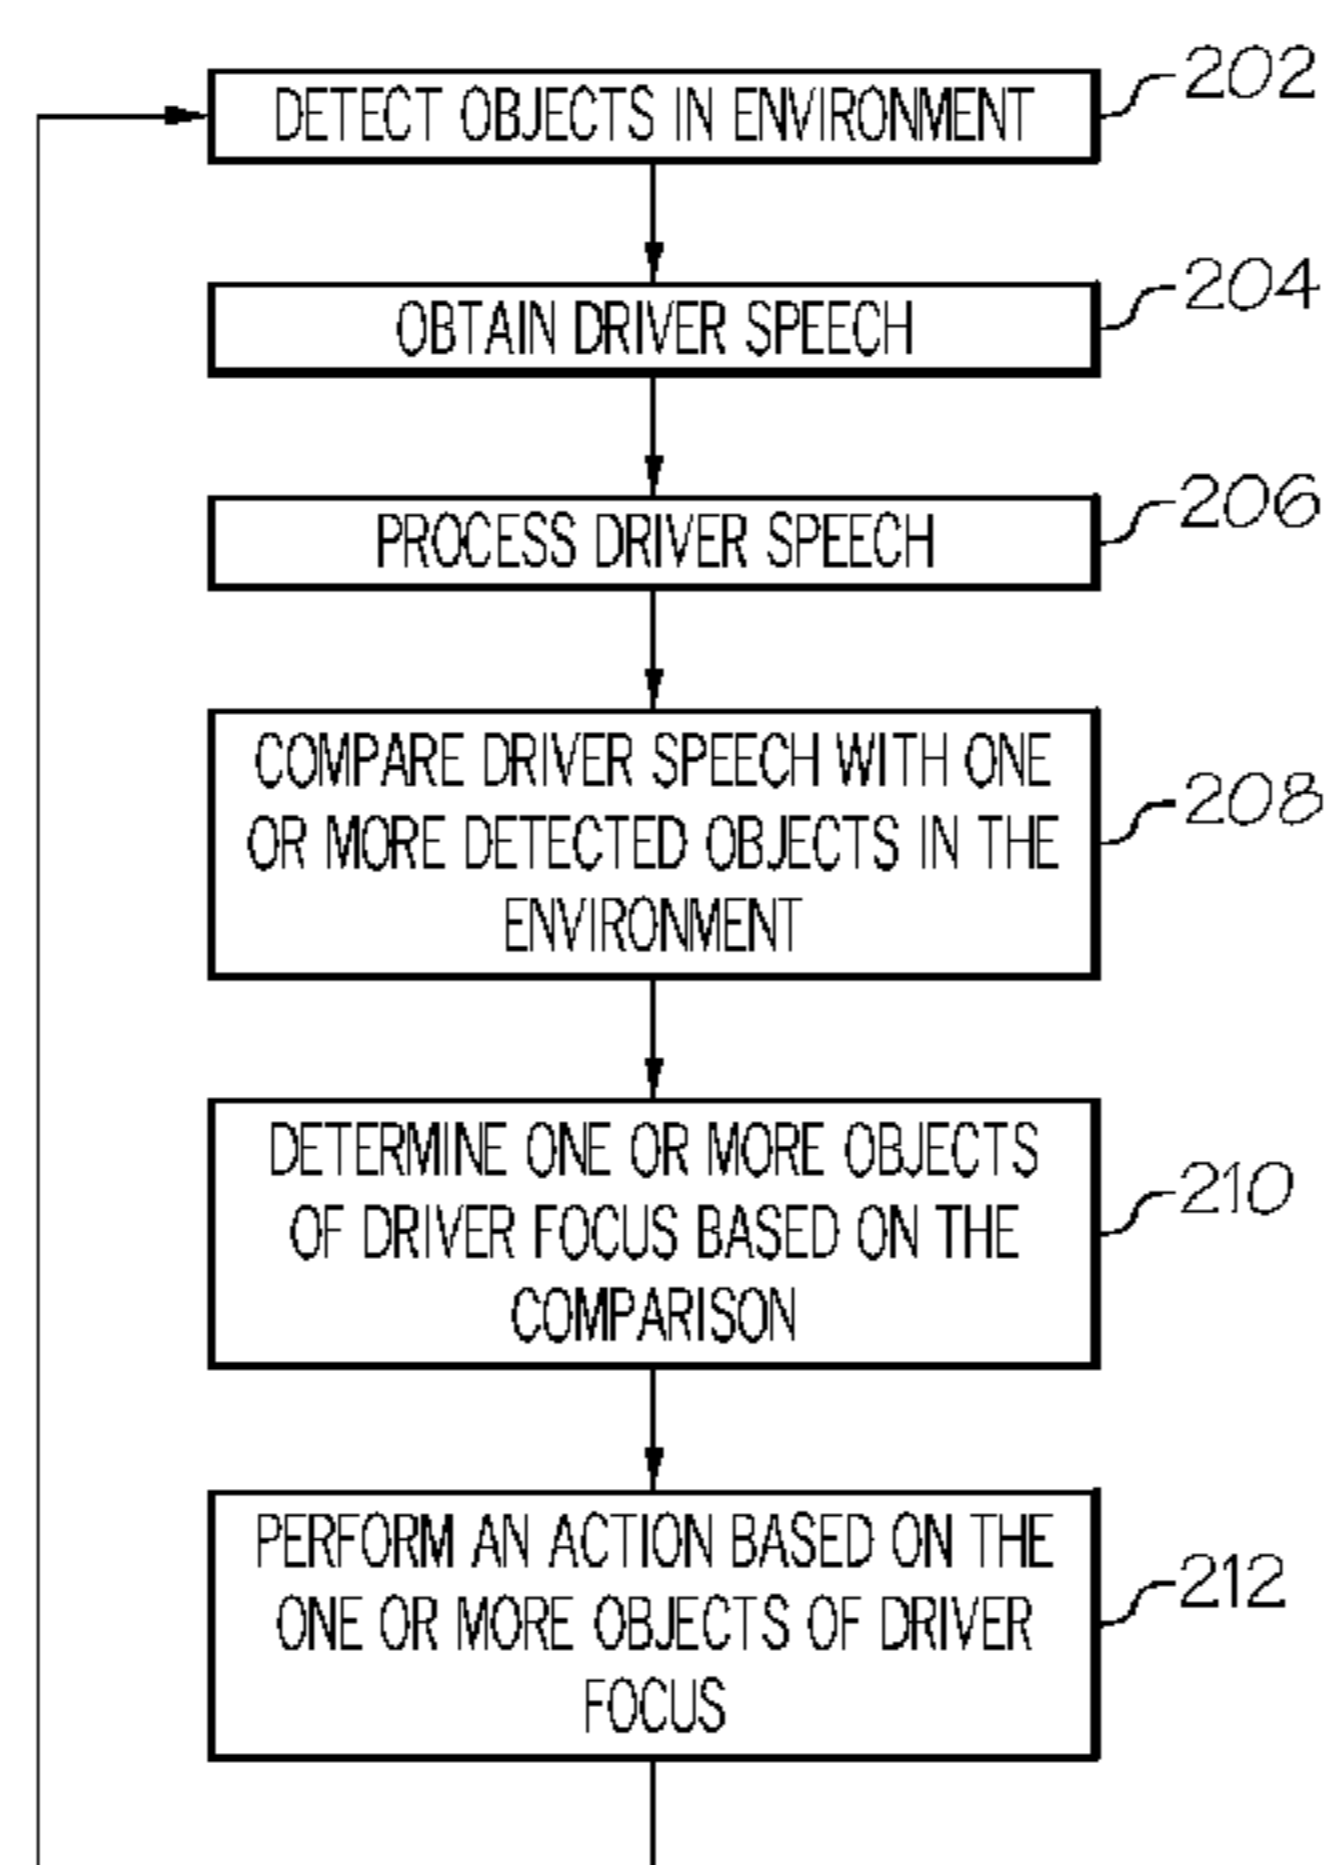 DETECT OBJECTS IN ENVIRONMENT
202
OBTAIN DRIVER SPEECH
204
PROCESS DRIVER SPEECH
206
COMPARE DRIVER SPEECH WITH ONE
OR MORE DETECTED OBJECTS IN THE
ENVIRONMENT
208
DETERMINE ONE OR MORE OBJECTS
OF DRIVER FOCUS BASED ON THE
COMPARISON
210
PERFORM AN ACTION BASED ON THE
ONE OR MORE OBJECTS OF DRIVER
FOCUS
212